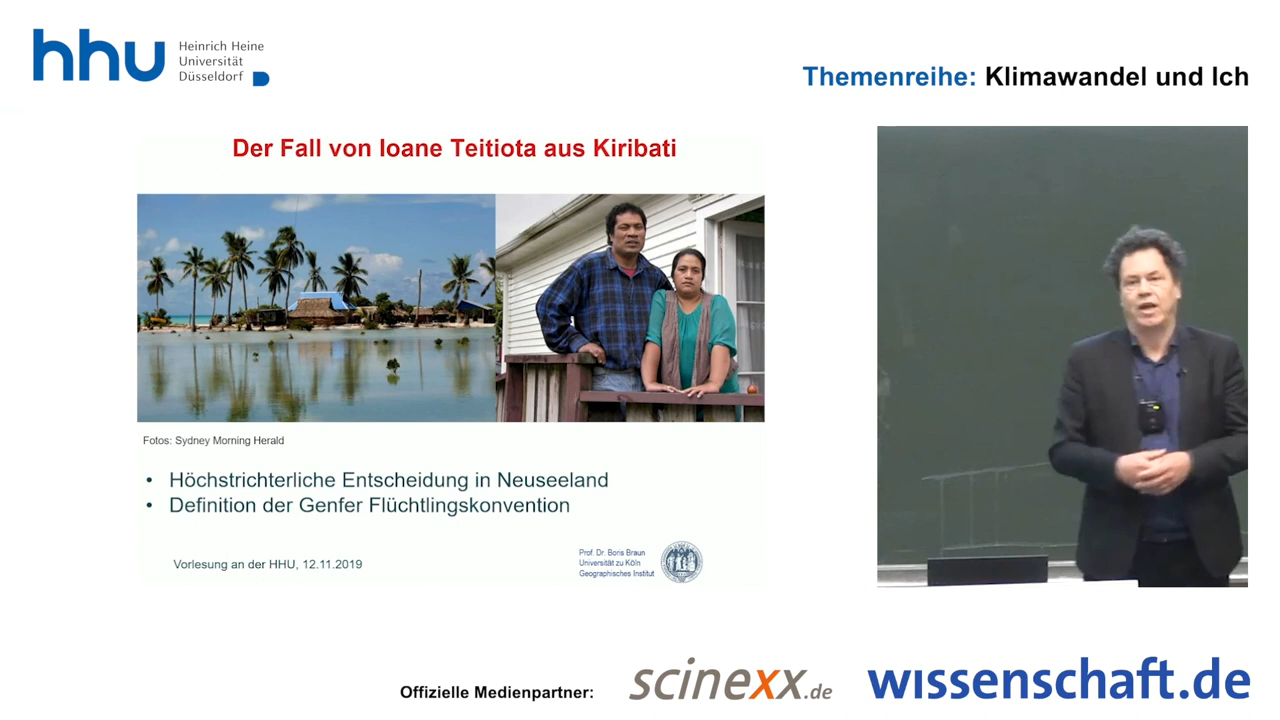 hhu
Heinrich Heine
Universität
Düsseldorf
Themenreihe: Klimawandel und Ich
Der Fall von Ioane Teitiota aus Kiribati
Fotos: Sydney Morning Herald
• Höchstrichterliche Entscheidung in Neuseeland
• Definition der Genfer Flüchtlingskonvention
Vorlesung an der HHU, 12.11.2019
Prof. Dr. Boris Braun
Universität zu Köln
Geographisches Institut
Offizielle Medienpartner:
scinexx.de
wissenschaft.de